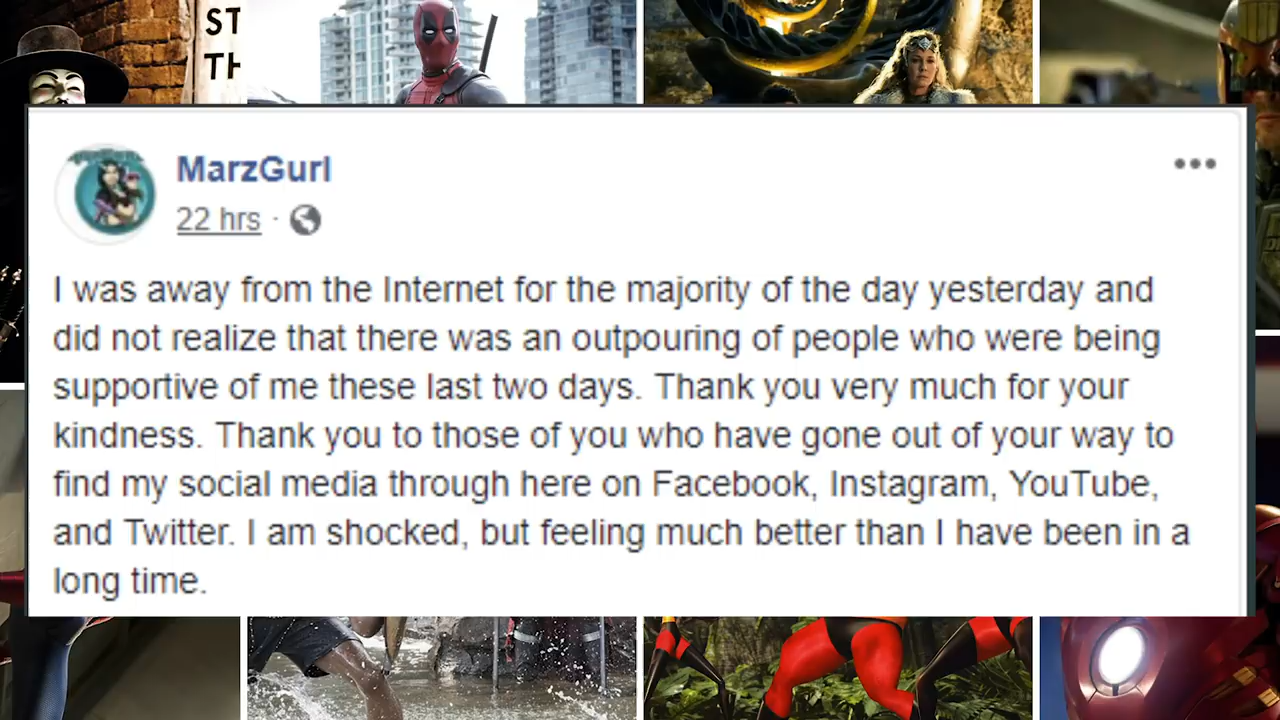 ST
TH
MarzGurl
22 hrs ·
I was away from the Internet for the majority of the day yesterday and
did not realize that there was an outpouring of people who were being
supportive of me these last two days. Thank you very much for your
kindness. Thank you to those of you who have gone out of your way to
find my social media through here on Facebook, Instagram, YouTube,
and Twitter. I am shocked, but feeling much better than I have been in a
long time.